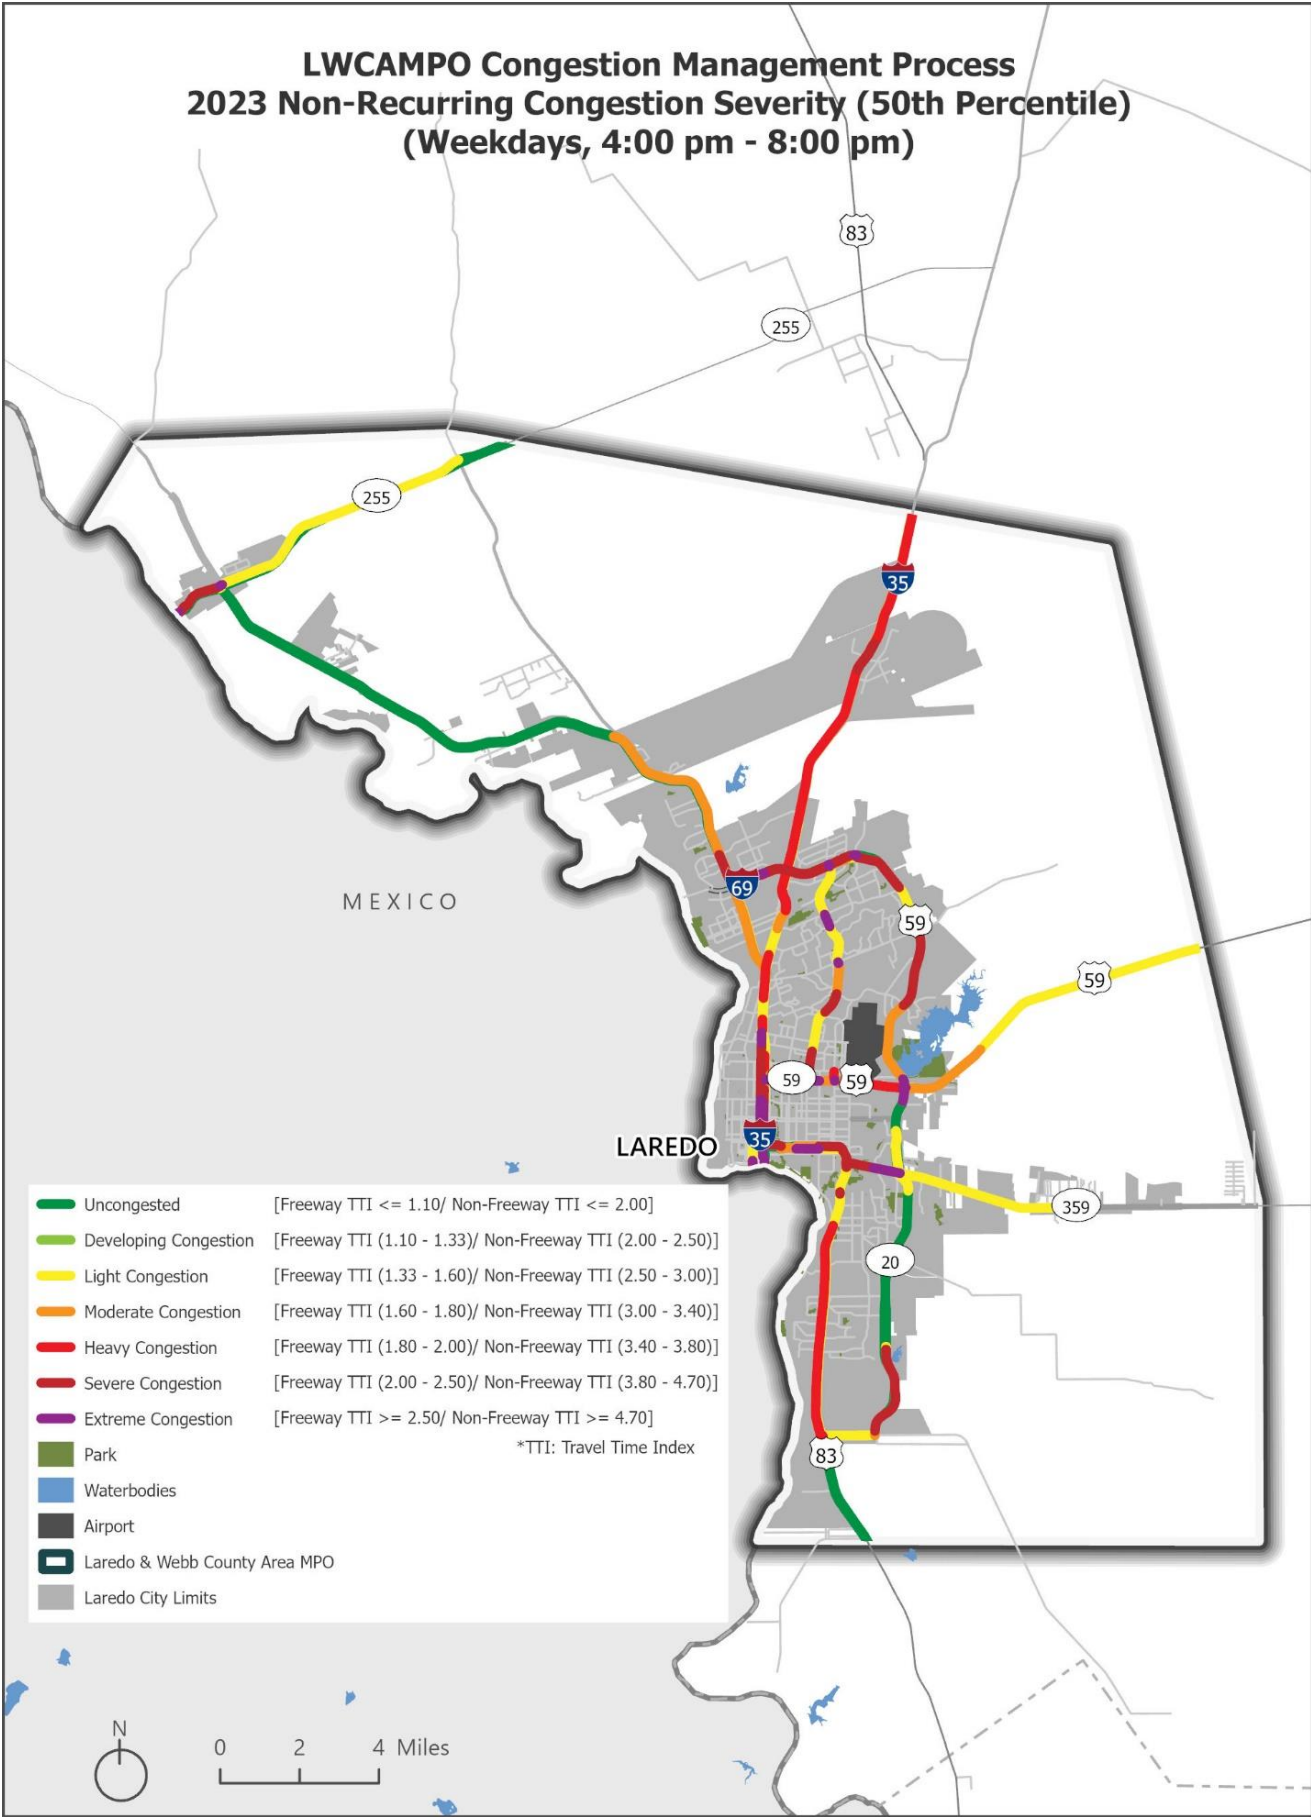 LWCAMPO Congestion Management Process
2023 Non-Recurring Congestion Severity (50th Percentile)
(Weekdays, 4:00 pm - 8:00 pm)
83
255
255
35
MEXICO
69
59
59
59
59
LAREDO
35
359
20
83
Uncongested [Freeway TTI <= 1.10/ Non-Freeway TTI <= 2.00]
Developing Congestion [Freeway TTI (1.10 - 1.33)/ Non-Freeway TTI (2.00 - 2.50)]
Light Congestion [Freeway TTI (1.33 - 1.60)/ Non-Freeway TTI (2.50 - 3.00)]
Moderate Congestion [Freeway TTI (1.60 - 1.80)/ Non-Freeway TTI (3.00 - 3.40)]
Heavy Congestion [Freeway TTI (1.80 - 2.00)/ Non-Freeway TTI (3.40 - 3.80)]
Severe Congestion [Freeway TTI (2.00 - 2.50)/ Non-Freeway TTI (3.80 - 4.70)]
Extreme Congestion [Freeway TTI >= 2.50/ Non-Freeway TTI >= 4.70]
*TTI: Travel Time Index
Park
Waterbodies
Airport
Laredo & Webb County Area MPO
Laredo City Limits
N
0 2 4 Miles